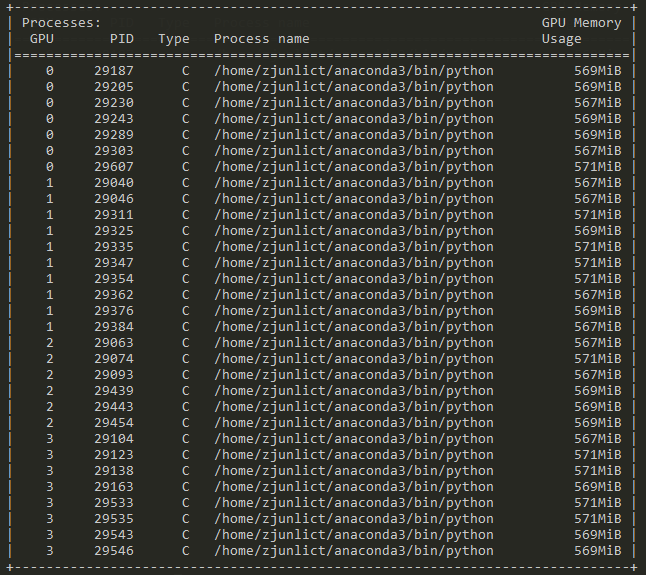 +-----------------------------------------------------------------------------+
| Processes:                                                       GPU Memory |
|  GPU       PID   Type   Process name                             Usage      |
|=============================================================================|
|    0     29187      C   /home/zjunlict/anaconda3/bin/python          569MiB |
|    0     29205      C   /home/zjunlict/anaconda3/bin/python          569MiB |
|    0     29230      C   /home/zjunlict/anaconda3/bin/python          567MiB |
|    0     29243      C   /home/zjunlict/anaconda3/bin/python          569MiB |
|    0     29289      C   /home/zjunlict/anaconda3/bin/python          569MiB |
|    0     29303      C   /home/zjunlict/anaconda3/bin/python          567MiB |
|    0     29607      C   /home/zjunlict/anaconda3/bin/python          571MiB |
|    1     29040      C   /home/zjunlict/anaconda3/bin/python          567MiB |
|    1     29046      C   /home/zjunlict/anaconda3/bin/python          567MiB |
|    1     29311      C   /home/zjunlict/anaconda3/bin/python          571MiB |
|    1     29325      C   /home/zjunlict/anaconda3/bin/python          569MiB |
|    1     29335      C   /home/zjunlict/anaconda3/bin/python          571MiB |
|    1     29347      C   /home/zjunlict/anaconda3/bin/python          571MiB |
|    1     29354      C   /home/zjunlict/anaconda3/bin/python          571MiB |
|    1     29362      C   /home/zjunlict/anaconda3/bin/python          567MiB |
|    1     29376      C   /home/zjunlict/anaconda3/bin/python          569MiB |
|    1     29384      C   /home/zjunlict/anaconda3/bin/python          567MiB |
|    2     29063      C   /home/zjunlict/anaconda3/bin/python          567MiB |
|    2     29074      C   /home/zjunlict/anaconda3/bin/python          571MiB |
|    2     29093      C   /home/zjunlict/anaconda3/bin/python          567MiB |
|    2     29439      C   /home/zjunlict/anaconda3/bin/python          569MiB |
|    2     29443      C   /home/zjunlict/anaconda3/bin/python          569MiB |
|    2     29454      C   /home/zjunlict/anaconda3/bin/python          569MiB |
|    3     29104      C   /home/zjunlict/anaconda3/bin/python          567MiB |
|    3     29123      C   /home/zjunlict/anaconda3/bin/python          571MiB |
|    3     29138      C   /home/zjunlict/anaconda3/bin/python          571MiB |
|    3     29163      C   /home/zjunlict/anaconda3/bin/python          569MiB |
|    3     29533      C   /home/zjunlict/anaconda3/bin/python          571MiB |
|    3     29535      C   /home/zjunlict/anaconda3/bin/python          571MiB |
|    3     29543      C   /home/zjunlict/anaconda3/bin/python          569MiB |
|    3     29546      C   /home/zjunlict/anaconda3/bin/python          569MiB |
+-----------------------------------------------------------------------------+